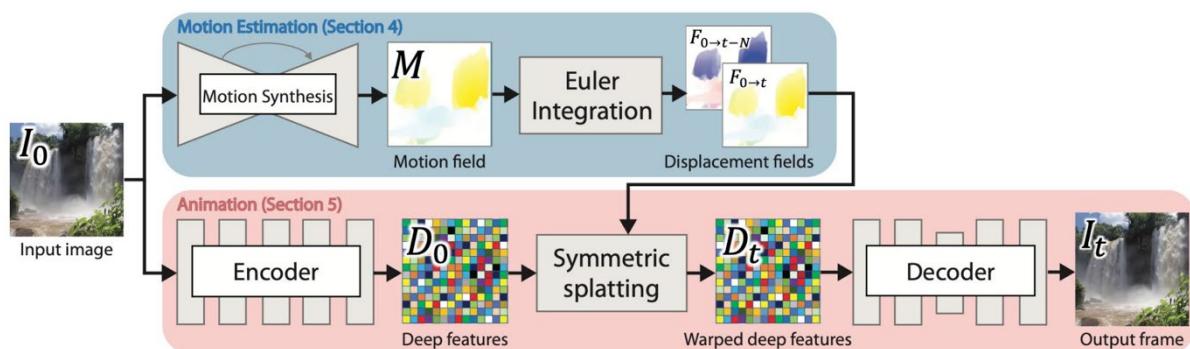 Motion Estimation (Section 4)
Motion Synthesis
M
Motion field
Euler
Integration
F0→t−N
F0→t
Displacement fields
I0
Input image
Animation (Section 5)
Encoder
D0
Deep features
Symmetric
splatting
Dt
Warped deep features
Decoder
It
Output frame